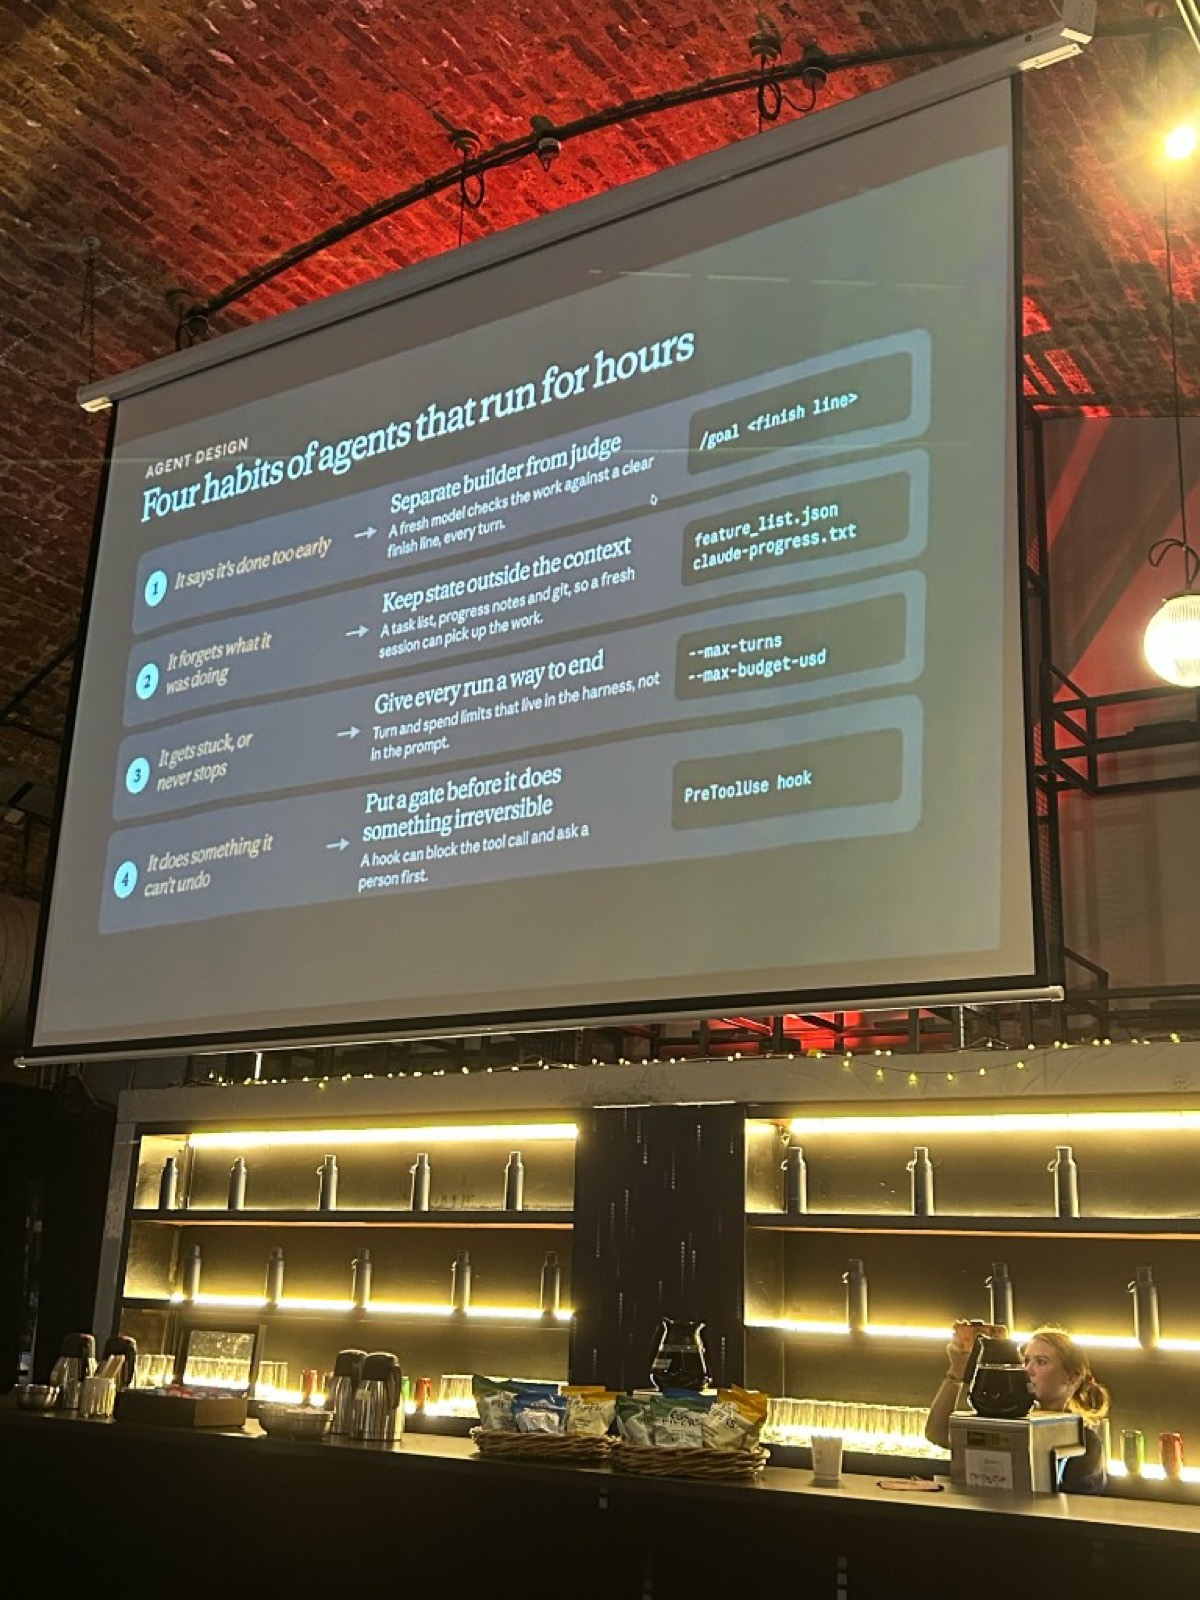 AGENT DESIGN
Four habits of agents that run for hours
1
It says it's done too early
→
Separate builder from judge
A fresh model checks the work against a clear
finish line, every turn.
/goal <finish line>
2
It forgets what it
was doing
→
Keep state outside the context
A task list, progress notes and git, so a fresh
session can pick up the work.
feature_list.json
claude-progress.txt
3
It gets stuck, or
never stops
→
Give every run a way to end
Turn and spend limits that live in the harness, not
in the prompt.
--max-turns
--max-budget-usd
4
It does something it
can't undo
→
Put a gate before it does
something irreversible
A hook can block the tool call and ask a
person first.
PreToolUse hook